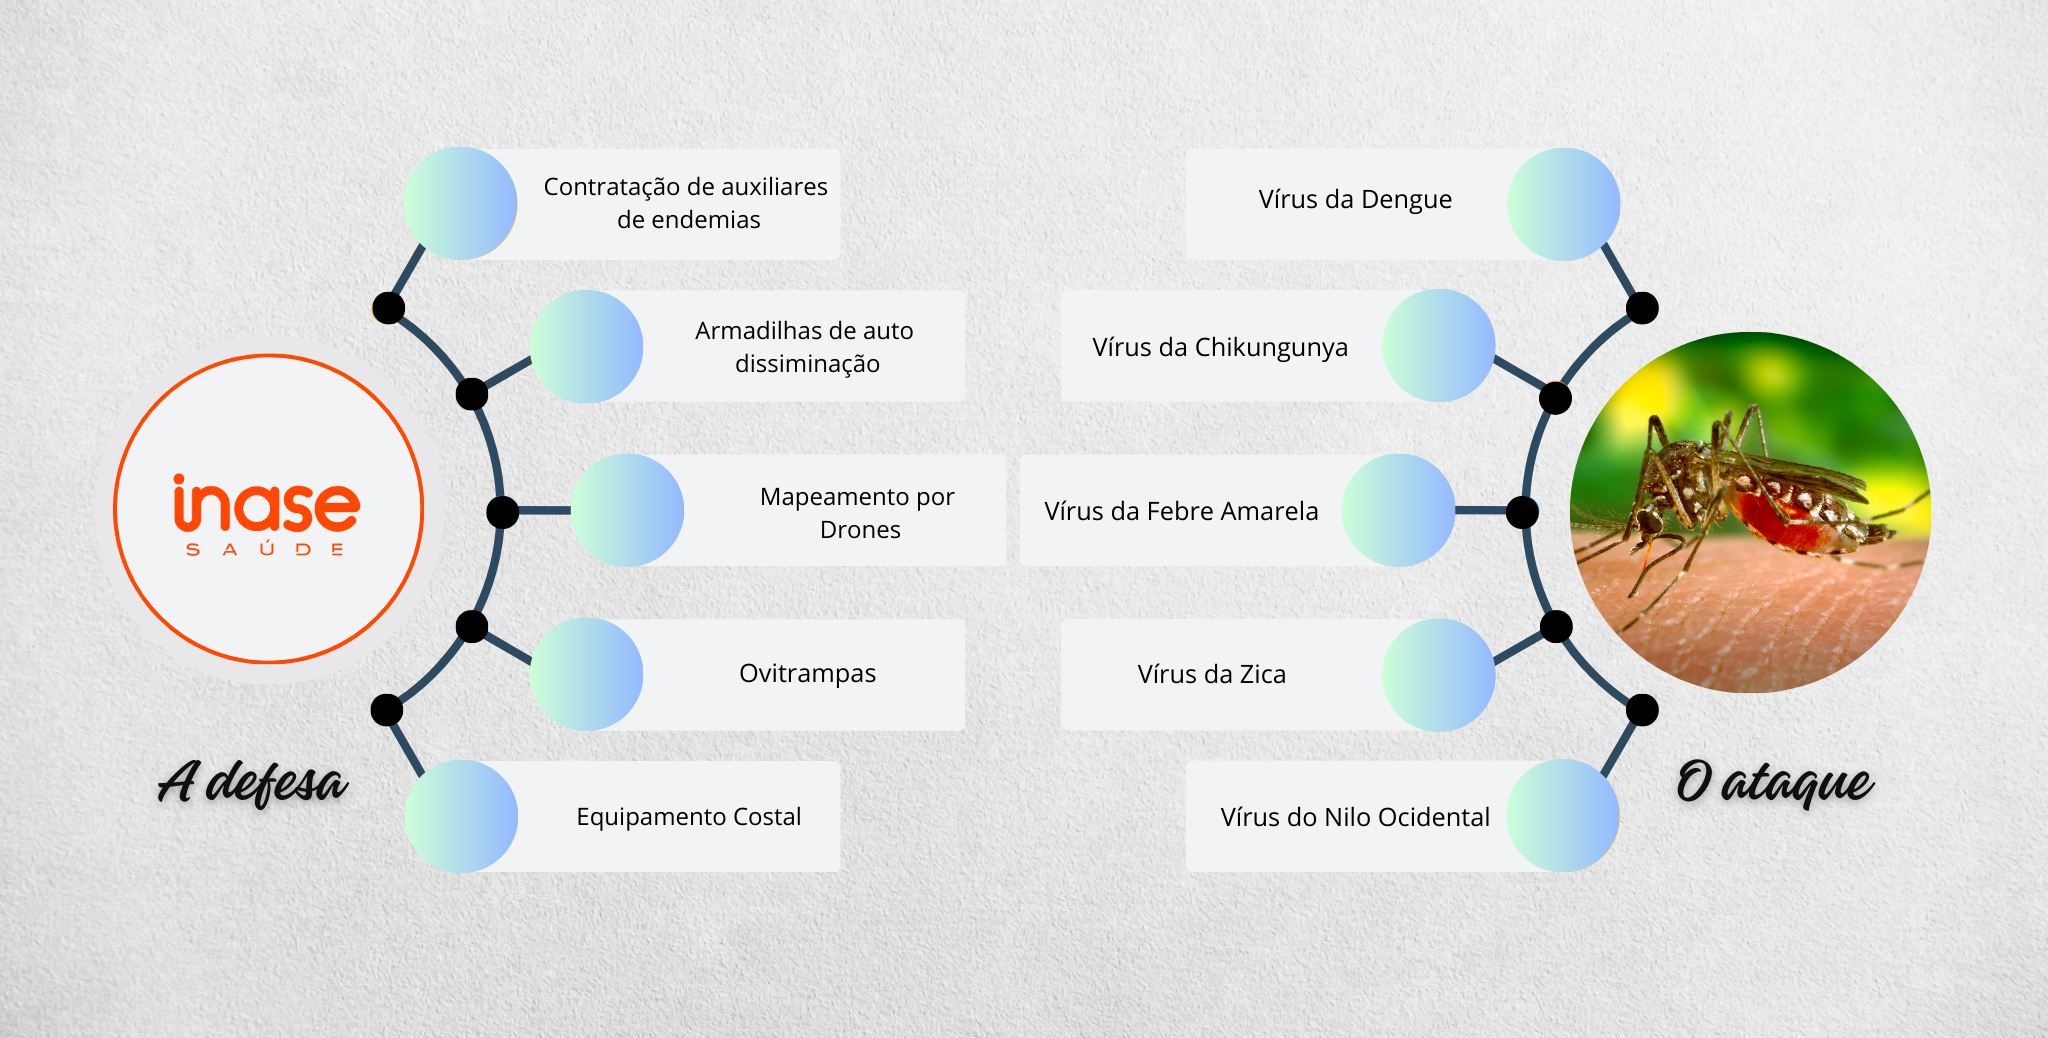 Contratação de auxiliares
de endemias
Armadilhas de auto
dissiminação
Mapeamento por
Drones
Ovitrampas
Equipamento Costal
inase
SAÚDE
A defesa
Vírus da Dengue
Vírus da Chikungunya
Vírus da Febre Amarela
Vírus da Zica
Vírus do Nilo Ocidental
O ataque